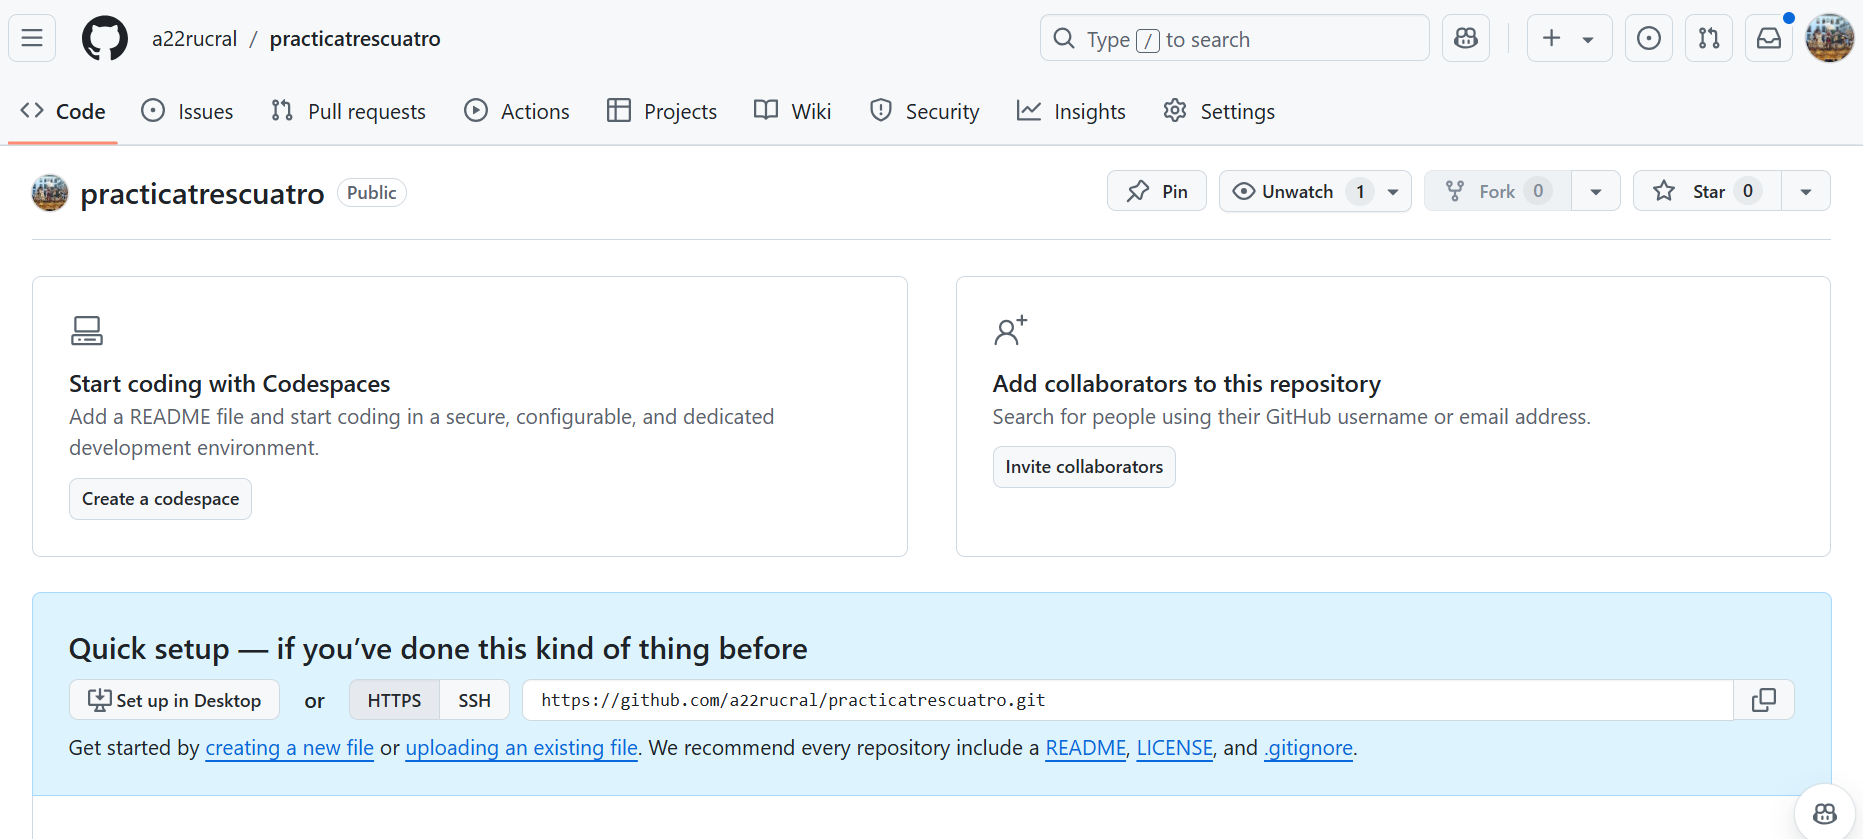 a22rucral / practicatrescuatro
Type / to search
Code
Issues
Pull requests
Actions
Projects
Wiki
Security
Insights
Settings
practicatrescuatro
Public
Pin
Unwatch 1
Fork 0
Star 0
Start coding with Codespaces
Add a README file and start coding in a secure, configurable, and dedicated
development environment.
Create a codespace
Add collaborators to this repository
Search for people using their GitHub username or email address.
Invite collaborators
Quick setup — if you’ve done this kind of thing before
Set up in Desktop or HTTPS SSH https://github.com/a22rucral/practicatrescuatro.git
Get started by creating a new file or uploading an existing file. We recommend every repository include a README, LICENSE, and .gitignore.